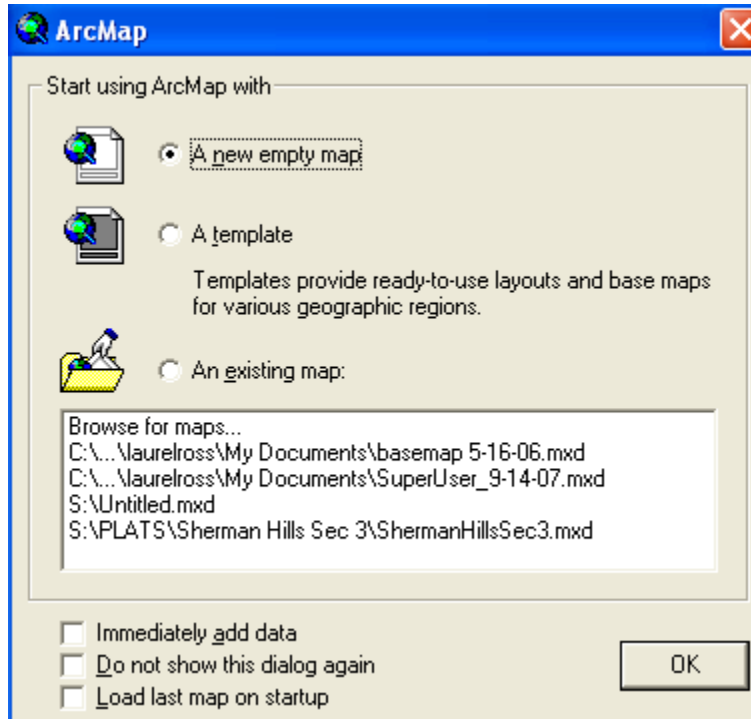 ArcMap
Start using ArcMap with
A new empty map
A template
Templates provide ready-to-use layouts and base maps
for various geographic regions.
An existing map:
Browse for maps...
C:\...\laurelross\My Documents\basemap 5-16-06.mxd
C:\...\laurelross\My Documents\SuperUser_9-14-07.mxd
S:\Untitled.mxd
S:\PLATS\Sherman Hills Sec 3\ShermanHillsSec3.mxd
Immediately add data
Do not show this dialog again
Load last map on startup
OK